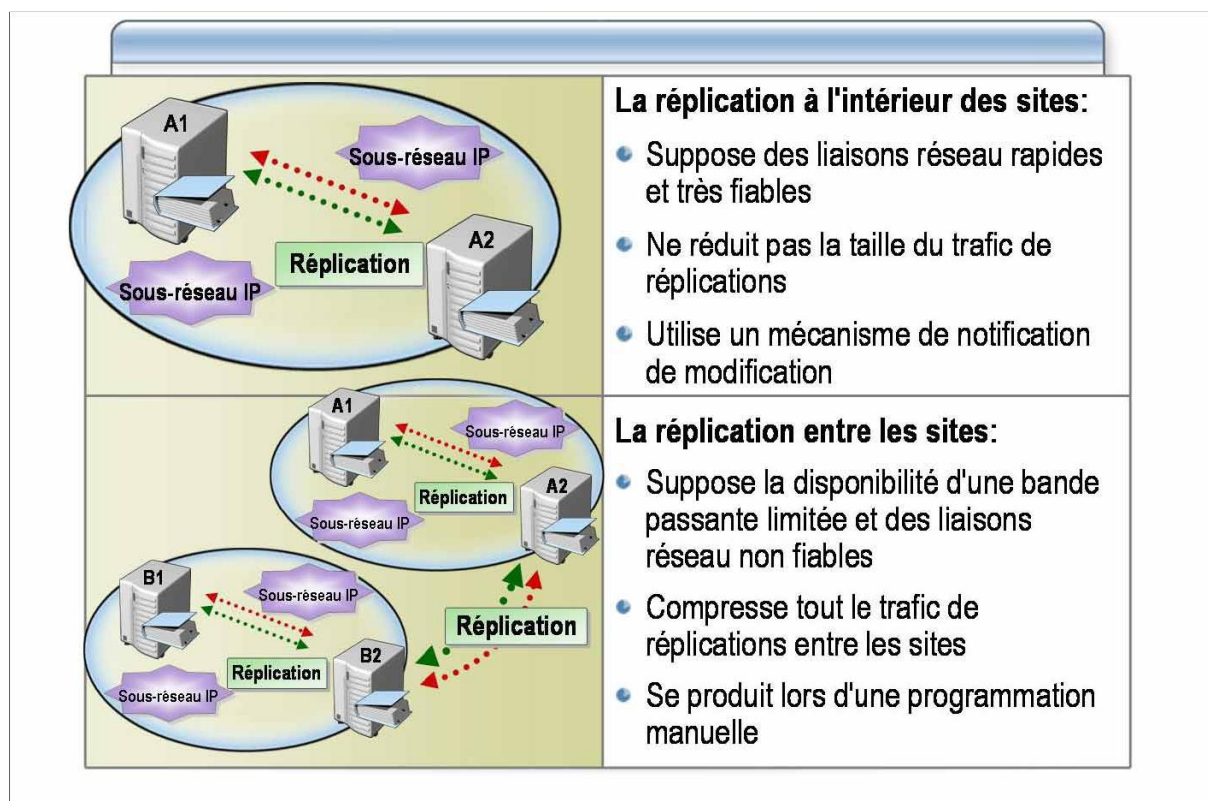 A1
Sous-réseau IP
A2
Réplication
Sous-réseau IP
La réplication à l'intérieur des sites:
Suppose des liaisons réseau rapides
et très fiables
Ne réduit pas la taille du trafic de
réplications
Utilise un mécanisme de notification
de modification
A1
Sous-réseau IP
A2
Réplication
Sous-réseau IP
B1
Sous-rèseau IP
Réplication
B2
Réplication
Sous-réseau IP
La réplication entre les sites:
Suppose la disponibilité d'une bande
passante limitée et des liaisons
réseau non fiables
Compresse tout le trafic de
réplications entre les sites
Se produit lors d'une programmation
manuelle